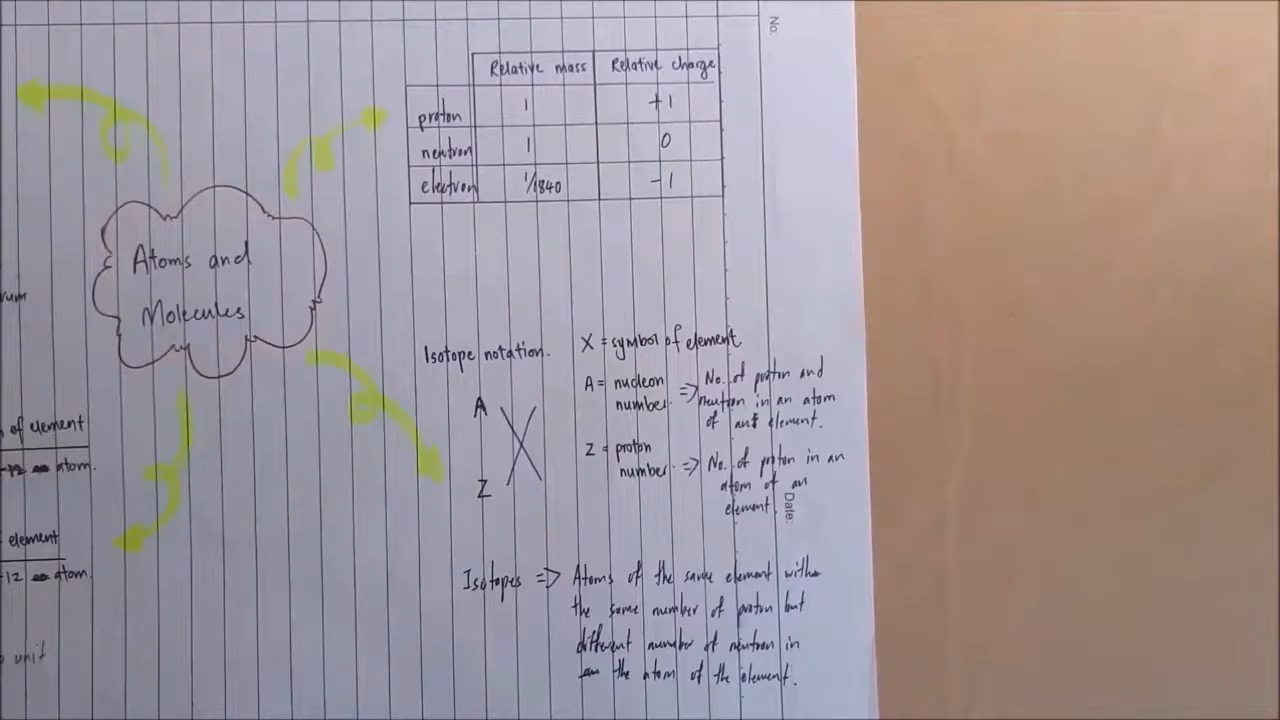 No:
Relative mass Relative charge
proton 1 +1
neutron 1 0
electron 1/1840 -1
Atoms and
Molecules
Isotope notation.
A
X
Z
X = symbol of element
A = nucleon number. => No. of proton and
neutron in an atom
of an element.
Z = proton number. => No. of proton in an
atom of an
element.
Date:
Isotopes => Atoms of the same element with
the same number of proton but
different number of neutron in
the atom of the element.
of element
-12 atom.
element
-12 atom.
unit